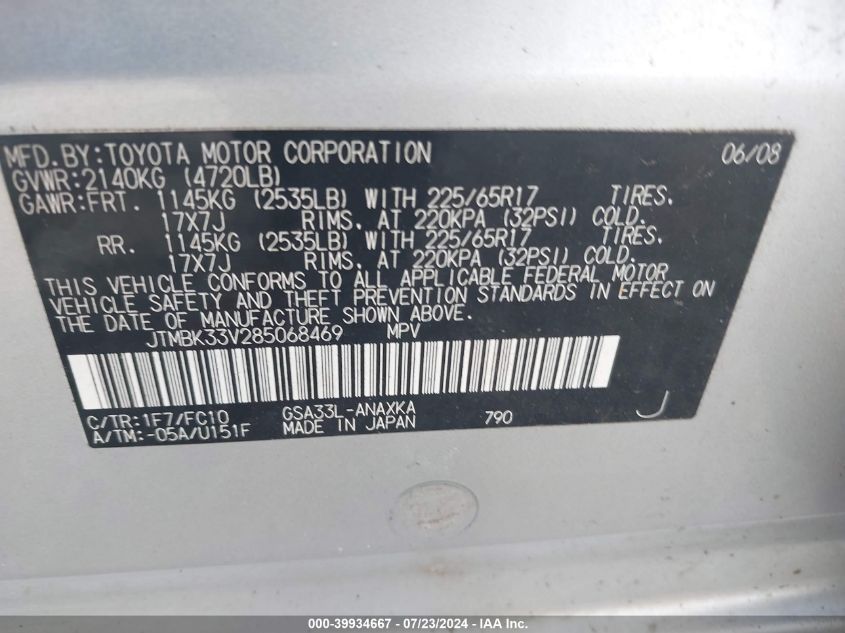 MFD.BY:TOYOTA MOTOR CORPORATION 06/08
GVWR:2140KG (4720LB)
GAWR:FRT. 1145KG (2535LB) WITH 225/65R17 TIRES.
17X7J RIMS. AT 220KPA (32PSI) COLD.
RR. 1145KG (2535LB) WITH 225/65R17 TIRES.
17X7J RIMS. AT 220KPA (32PSI) COLD.
THIS VEHICLE CONFORMS TO ALL APPLICABLE FEDERAL MOTOR
VEHICLE SAFETY AND THEFT PREVENTION STANDARDS IN EFFECT ON
THE DATE OF MANUFACTURE SHOWN ABOVE.
JTMBK33V285068469 MPV
C/TR:1F7/FC10 GSA33L-ANAXKA 790 J
A/TM:-05A/U151F MADE IN JAPAN
000-39934667 / 07/23/2024 - IAA Inc.